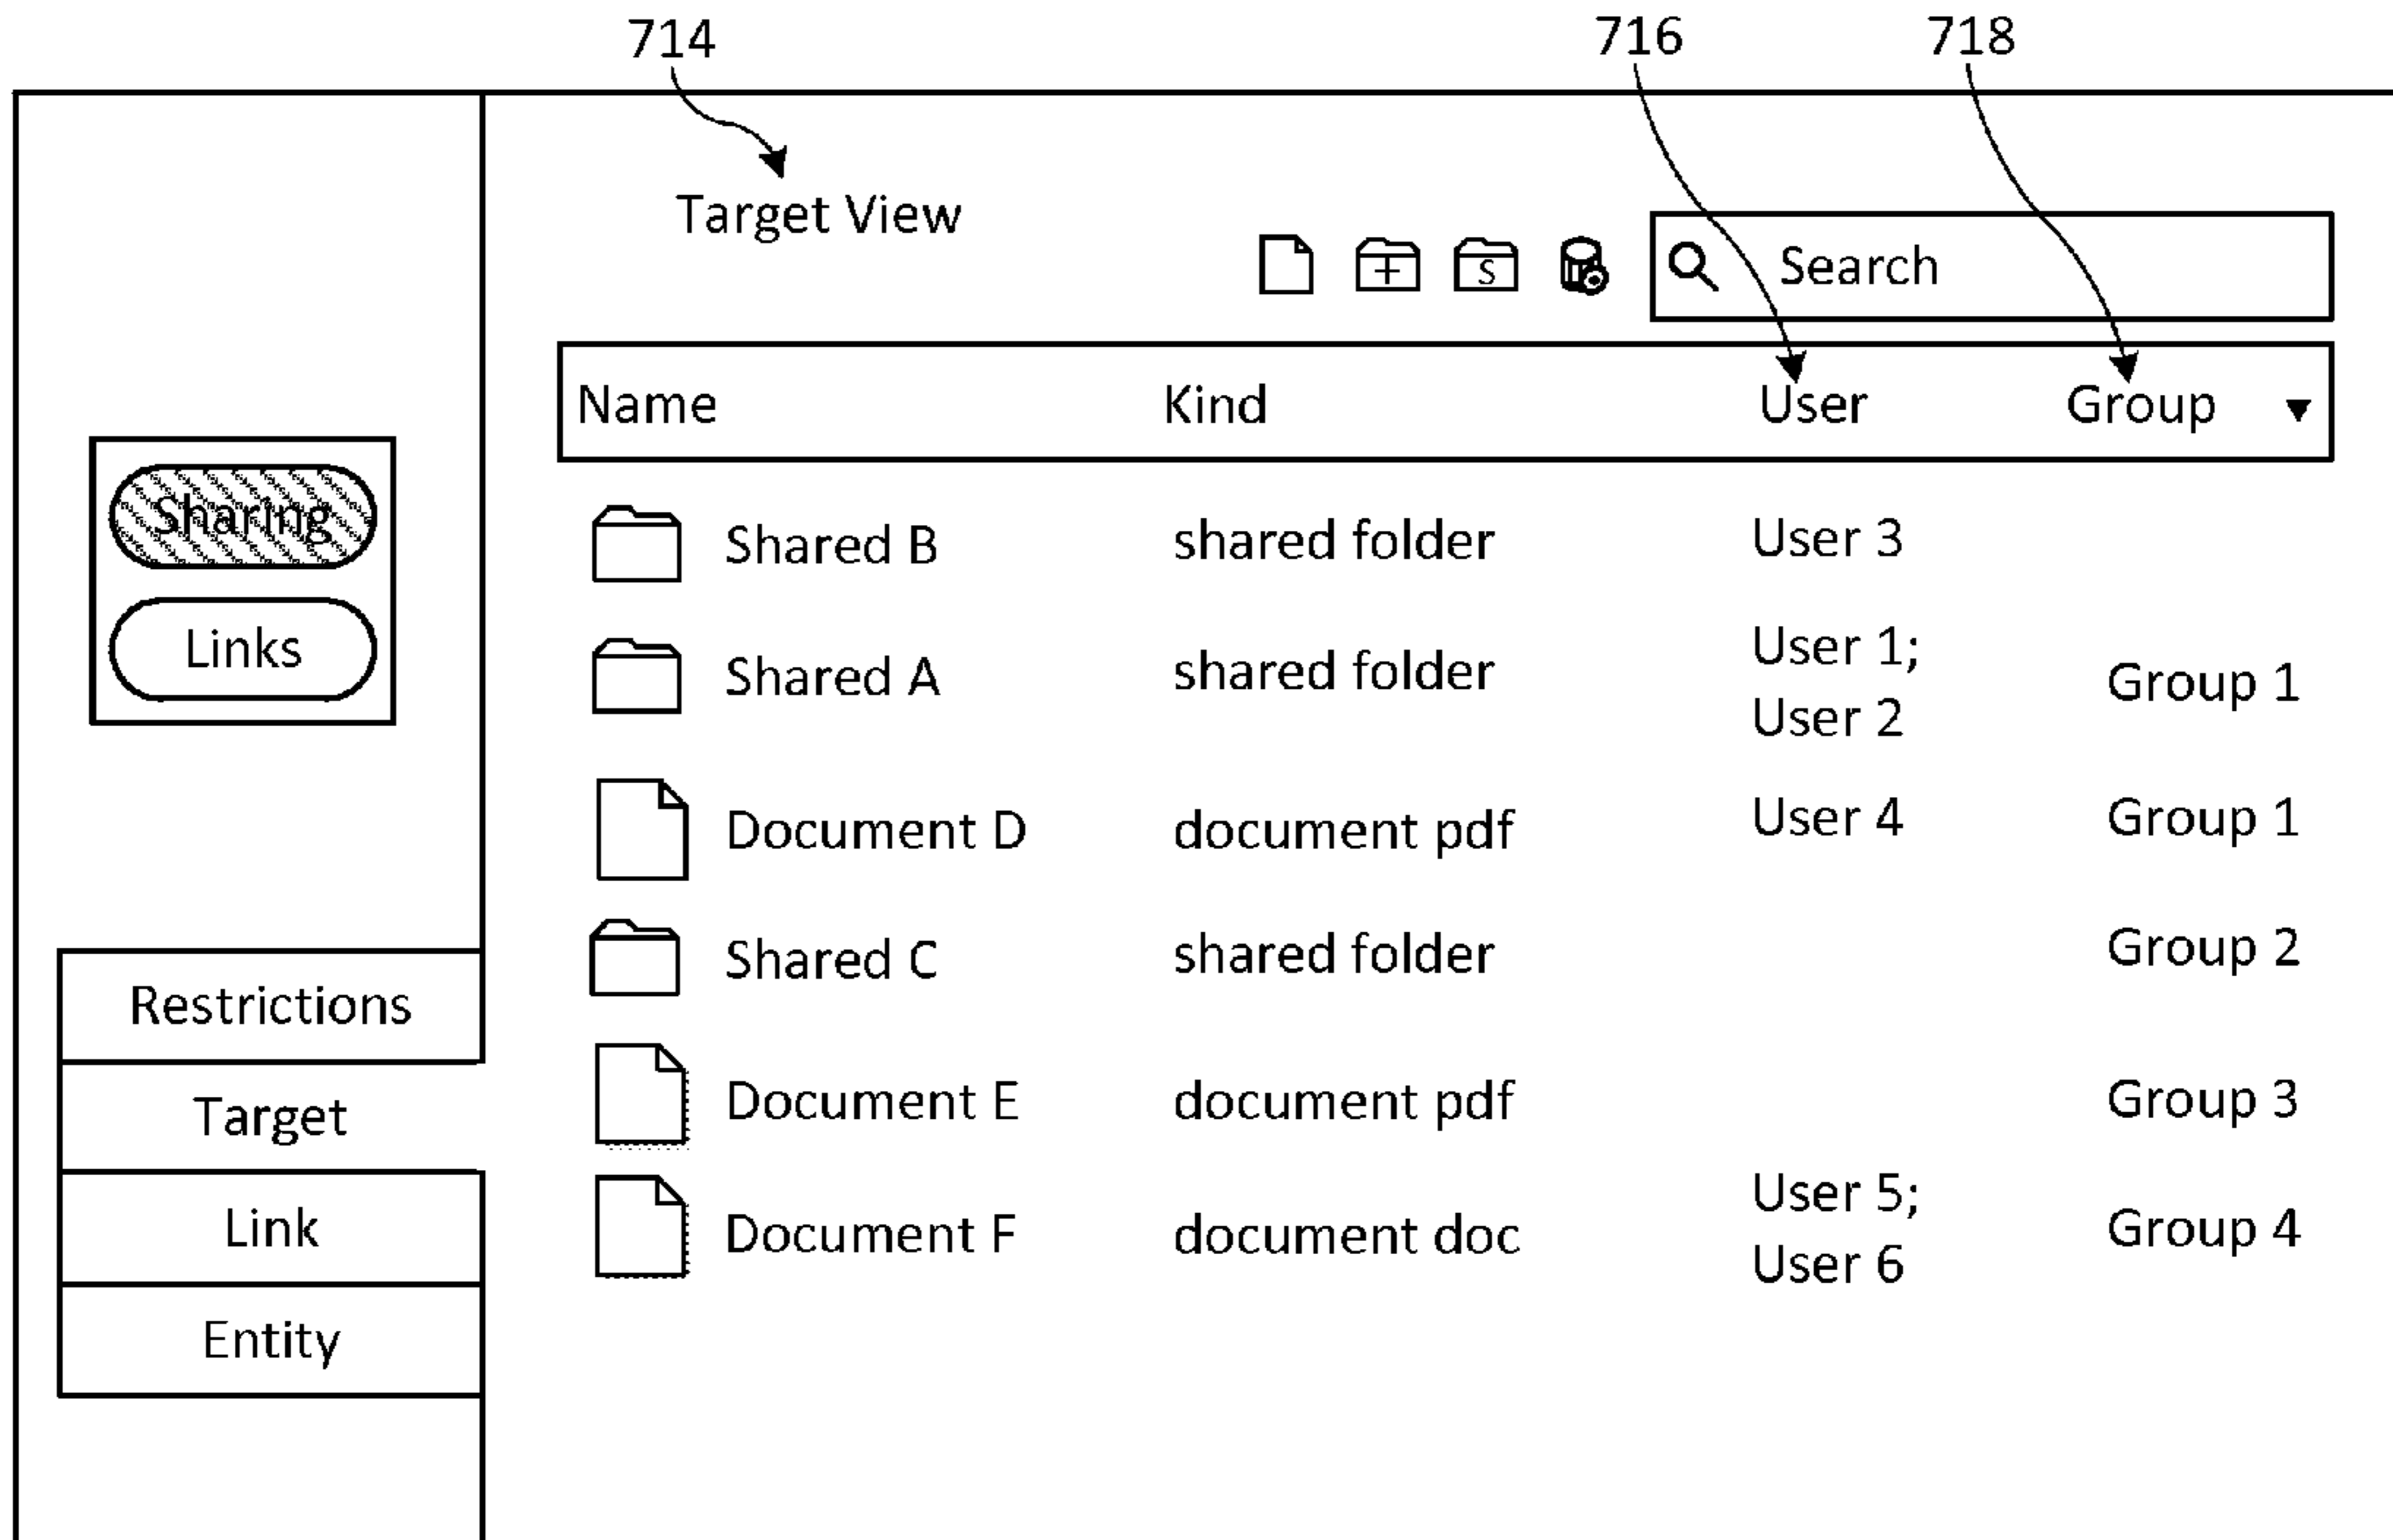 714
716
718
Target View
S
Search
Name Kind User Group
Sharing
Links
Shared B shared folder User 3
Shared A shared folder User 1;
User 2 Group 1
Document D document pdf User 4 Group 1
Shared C shared folder Group 2
Document E document pdf Group 3
Document F document doc User 5;
User 6 Group 4
Restrictions
Target
Link
Entity